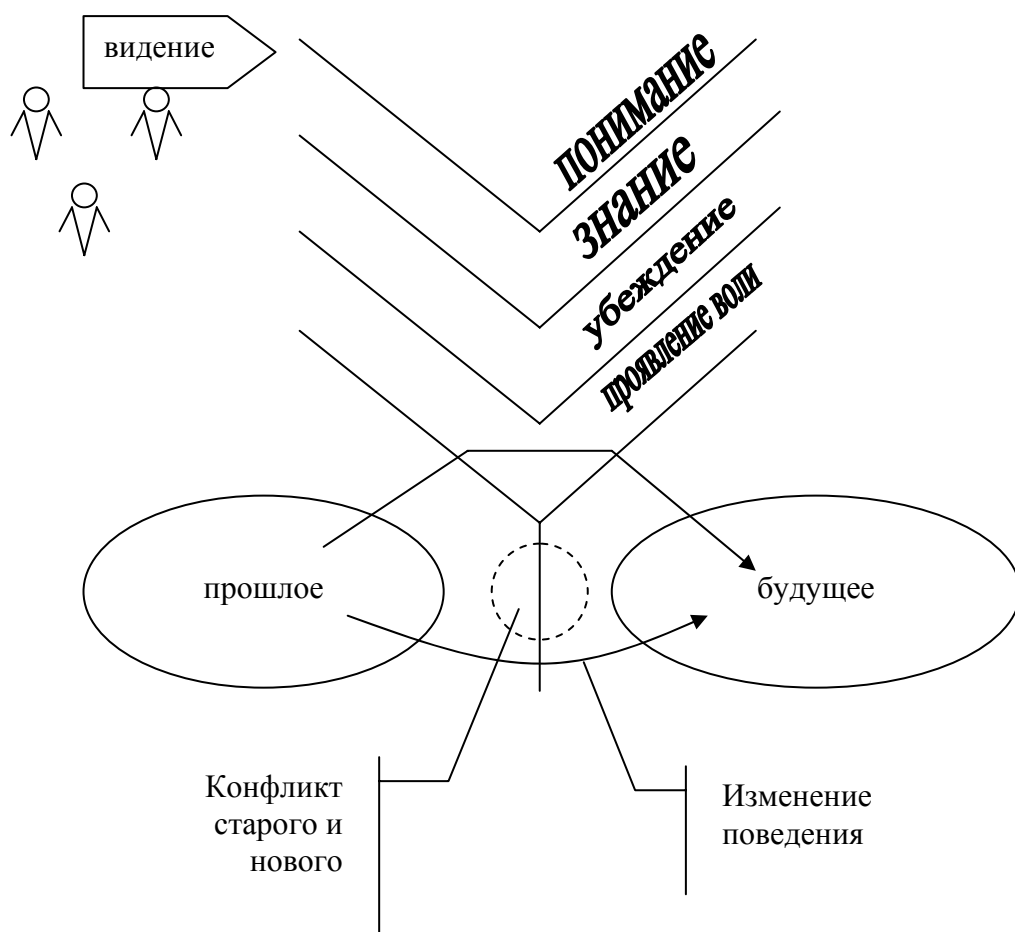 видение
понимание
знание
убеждение
проявление воли
прошлое
будущее
Конфликт
старого и
нового
Изменение
поведения